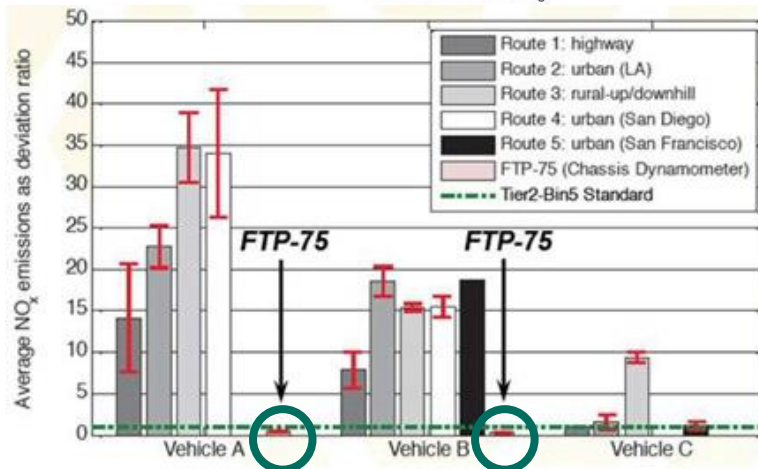 50
45
40
35
30
25
20
15
10
5
0
Average NOx emissions as deviation ratio
Route 1: highway
Route 2: urban (LA)
Route 3: rural-up/downhill
Route 4: urban (San Diego)
Route 5: urban (San Francisco)
FTP-75 (Chassis Dynamometer)
Tier2-Bin5 Standard
FTP-75
FTP-75
Vehicle A
Vehicle B
Vehicle C